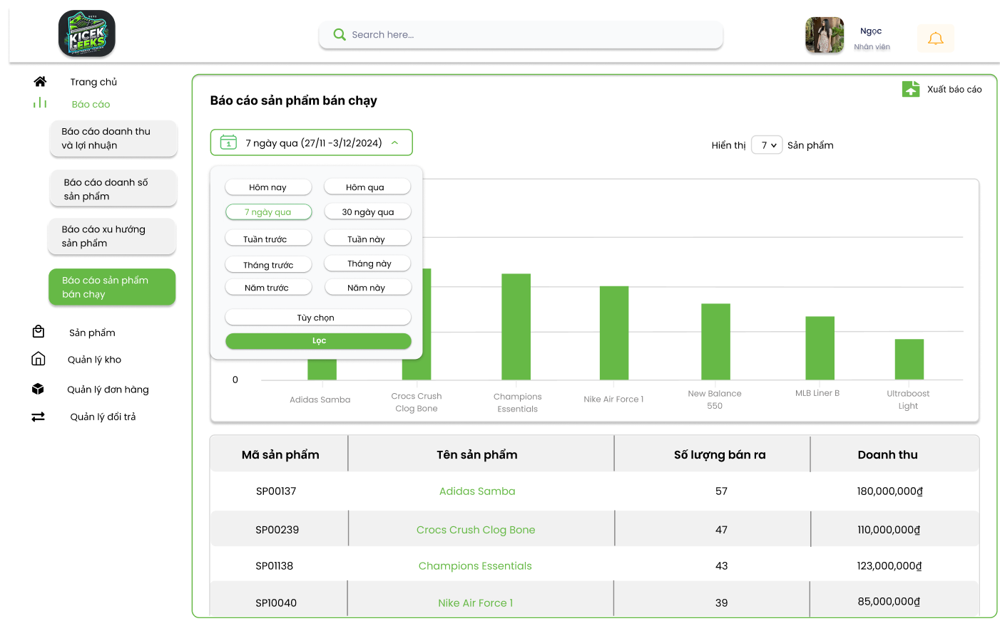 KICEK
GEEKS
Search here...
Ngọc
Nhân viên
Trang chủ
Báo cáo
Báo cáo doanh thu
và lợi nhuận
Báo cáo doanh số
sản phẩm
Báo cáo xu hướng
sản phẩm
Báo cáo sản phẩm
bán chạy
Sản phẩm
Quản lý kho
Quản lý đơn hàng
Quản lý đổi trả
Báo cáo sản phẩm bán chạy
Xuất báo cáo
1
7 ngày qua (27/11 -3/12/2024)
Hiển thị 7 Sản phẩm
Hôm nay Hôm qua
7 ngày qua 30 ngày qua
Tuần trước Tuần này
Tháng trước Tháng này
Năm trước Năm này
Tùy chọn
Lọc
0
Adidas Samba
Crocs Crush
Clog Bone
Champions
Essentials
Nike Air Force 1
New Balance
550
MLB Liner B
Ultraboost
Light
Mã sản phẩm Tên sản phẩm Số lượng bán ra Doanh thu
SP00137 Adidas Samba 57 180,000,000₫
SP00239 Crocs Crush Clog Bone 47 110,000,000₫
SP01138 Champions Essentials 43 123,000,000₫
SP10040 Nike Air Force 1 39 85,000,000₫